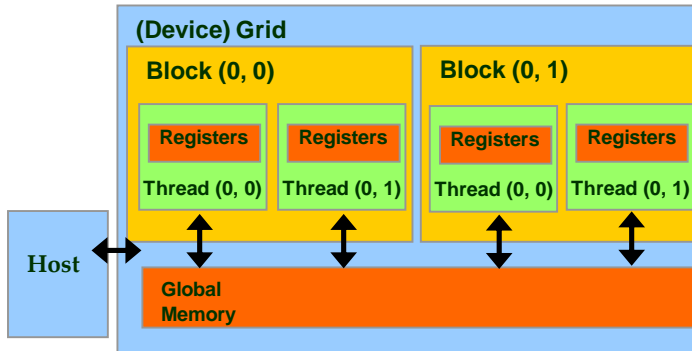 (Device) Grid
Block (0, 0)
Block (0, 1)
Registers
Registers
Registers
Registers
Thread (0, 0)
Thread (0, 1)
Thread (0, 0)
Thread (0, 1)
Host
Global
Memory